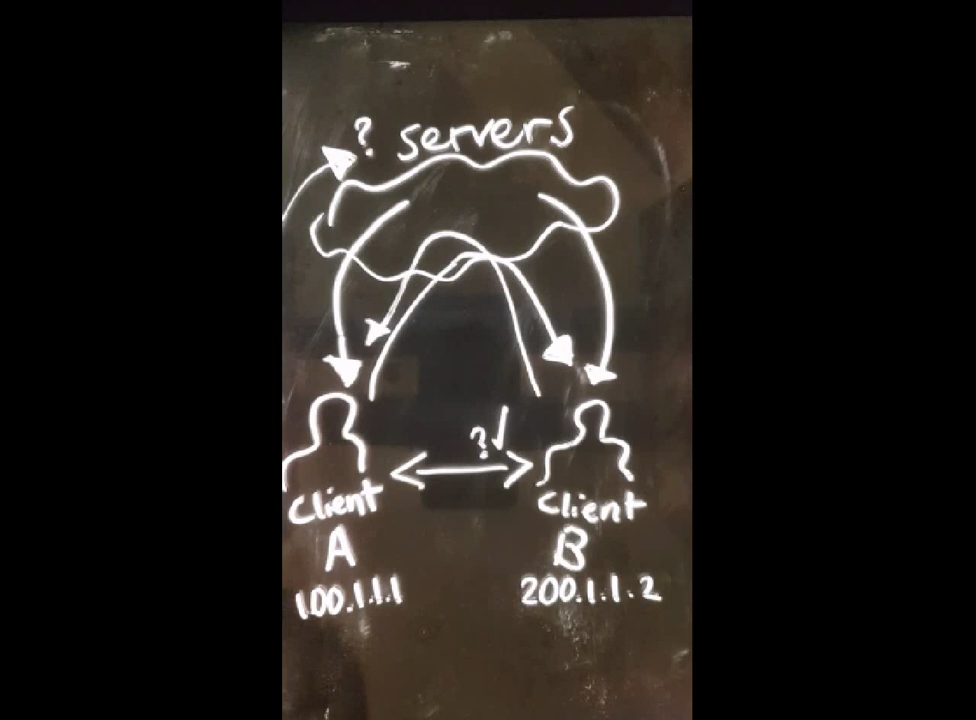 ? servers
?✓
Client Client
A B
100.1.1.1 200.1.1.2